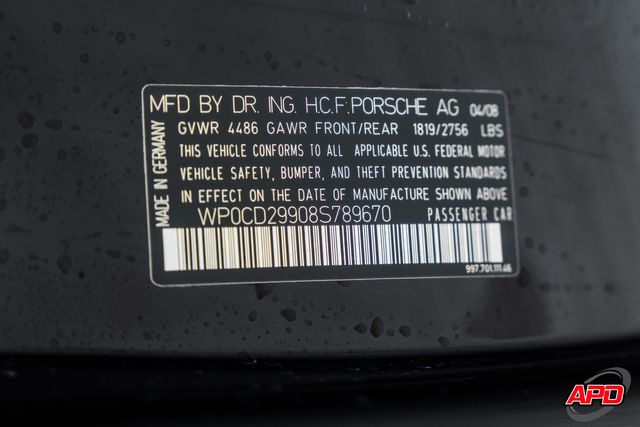 MFD BY DR. ING. H.C.F.PORSCHE AG 04/08
GVWR 4486 GAWR FRONT/REAR 1819/2756 LBS
THIS VEHICLE CONFORMS TO ALL APPLICABLE U.S. FEDERAL MOTOR
VEHICLE SAFETY, BUMPER, AND THEFT PREVENTION STANDARDS
IN EFFECT ON THE DATE OF MANUFACTURE SHOWN ABOVE
WP0CD29908S789670 PASSENGER CAR
997.701.111.46
MADE IN GERMANY
APD